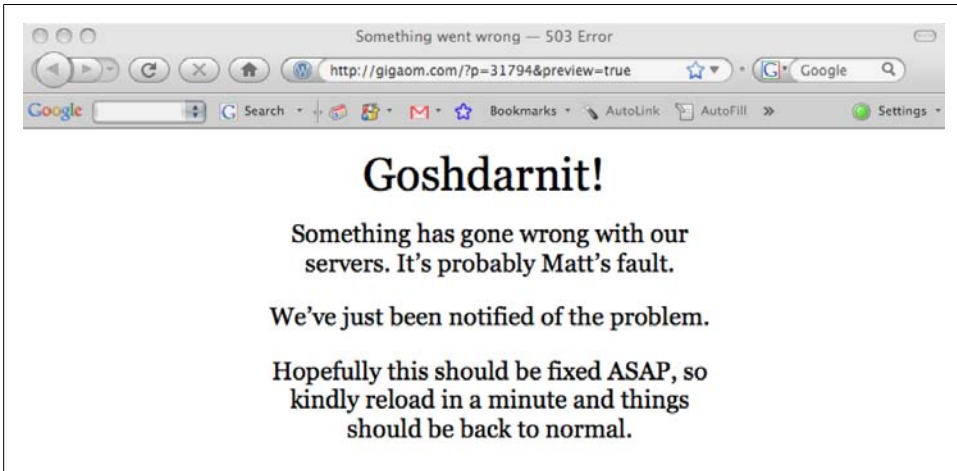 Something went wrong — 503 Error
http://gigaom.com/?p=31794&preview=true
G Google
Google G Search Bookmarks AutoLink AutoFill » Settings
Goshdarnit!
Something has gone wrong with our
servers. It's probably Matt's fault.
We've just been notified of the problem.
Hopefully this should be fixed ASAP, so
kindly reload in a minute and things
should be back to normal.